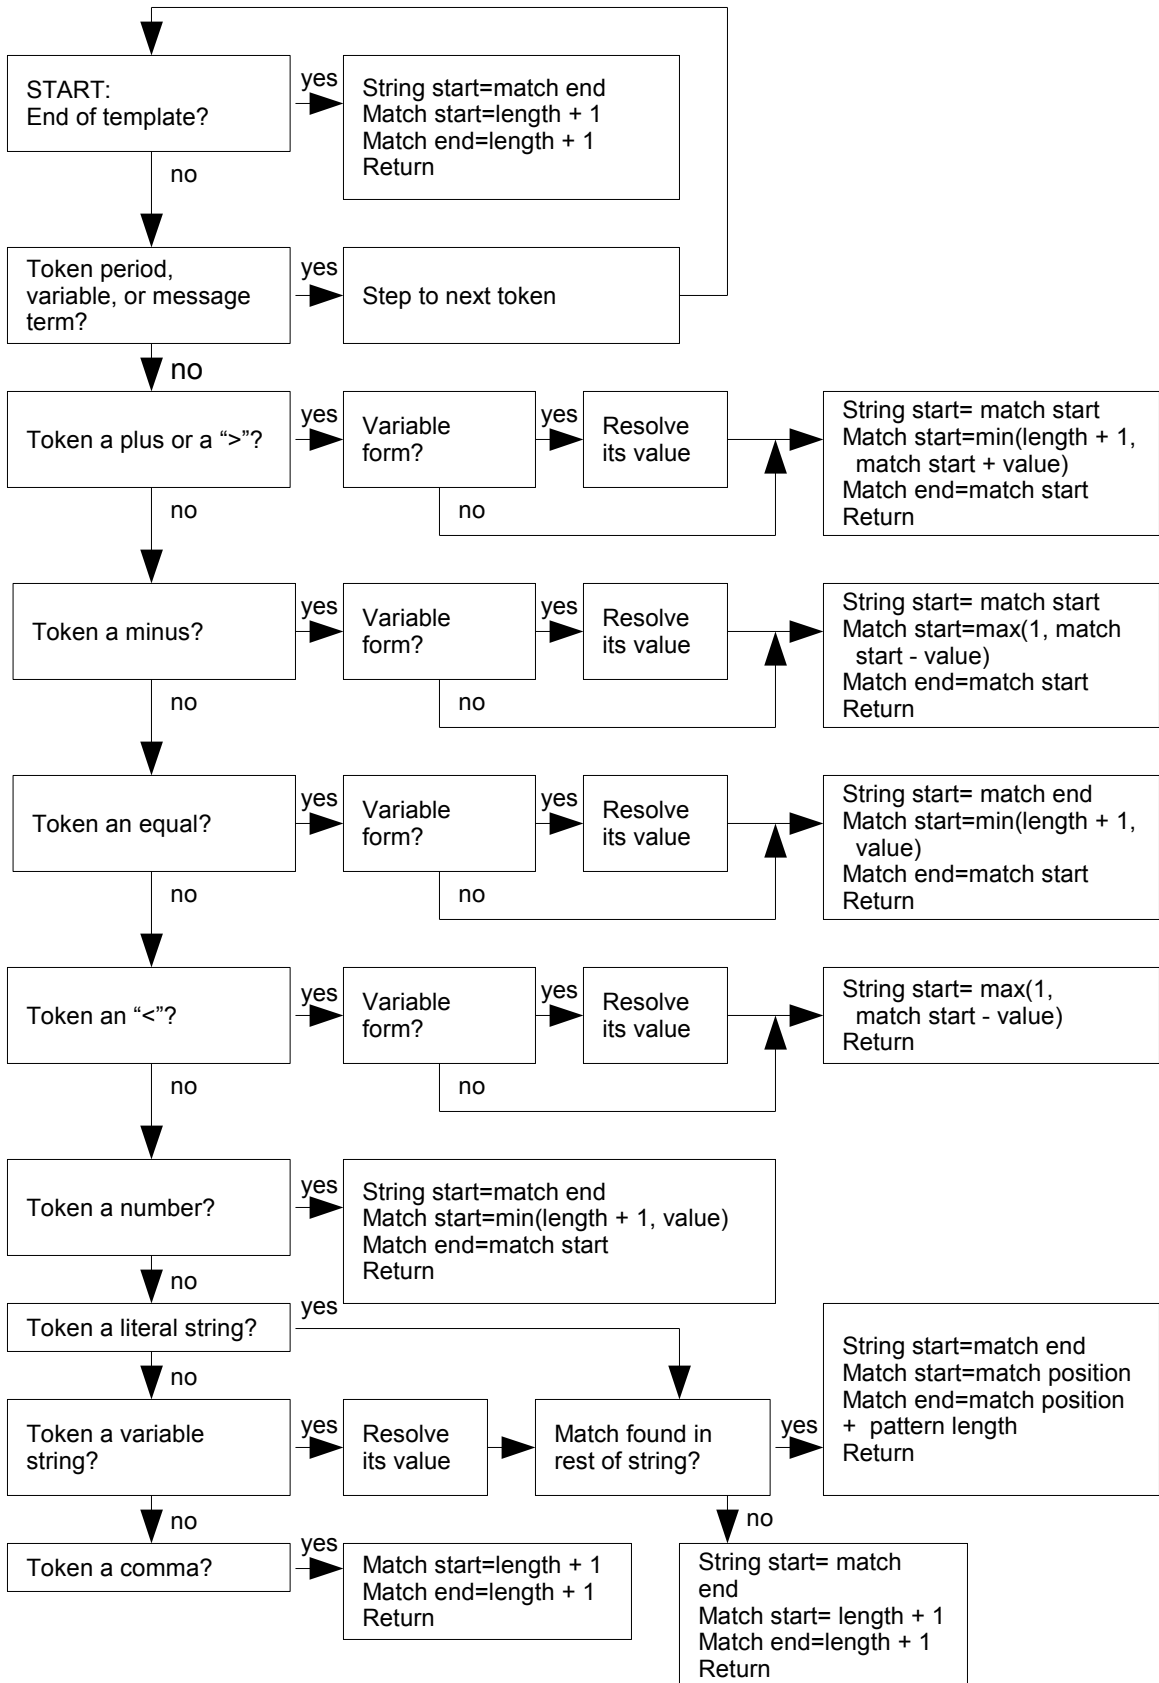 START:
End of template?
yes
String start=match end
Match start=length + 1
Match end=length + 1
Return
no
Token period,
variable, or message
term?
yes
Step to next token
no
Token a plus or a “>”?
yes
Variable
form?
yes
Resolve
its value
String start= match start
Match start=min(length + 1,
match start + value)
Match end=match start
Return
no
no
Token a minus?
yes
Variable
form?
yes
Resolve
its value
String start= match start
Match start=max(1, match
start - value)
Match end=match start
Return
no
no
Token an equal?
yes
Variable
form?
yes
Resolve
its value
String start= match end
Match start=min(length + 1,
value)
Match end=match start
Return
no
no
Token an “<”?
yes
Variable
form?
yes
Resolve
its value
String start= max(1,
match start - value)
Return
no
no
Token a number?
yes
String start=match end
Match start=min(length + 1, value)
Match end=match start
Return
no
Token a literal string?
yes
no
Token a variable
string?
yes
Resolve
its value
Match found in
rest of string?
yes
String start=match end
Match start=match position
Match end=match position
+ pattern length
Return
no
no
Token a comma?
yes
Match start=length + 1
Match end=length + 1
Return
String start= match
end
Match start= length + 1
Match end=length + 1
Return